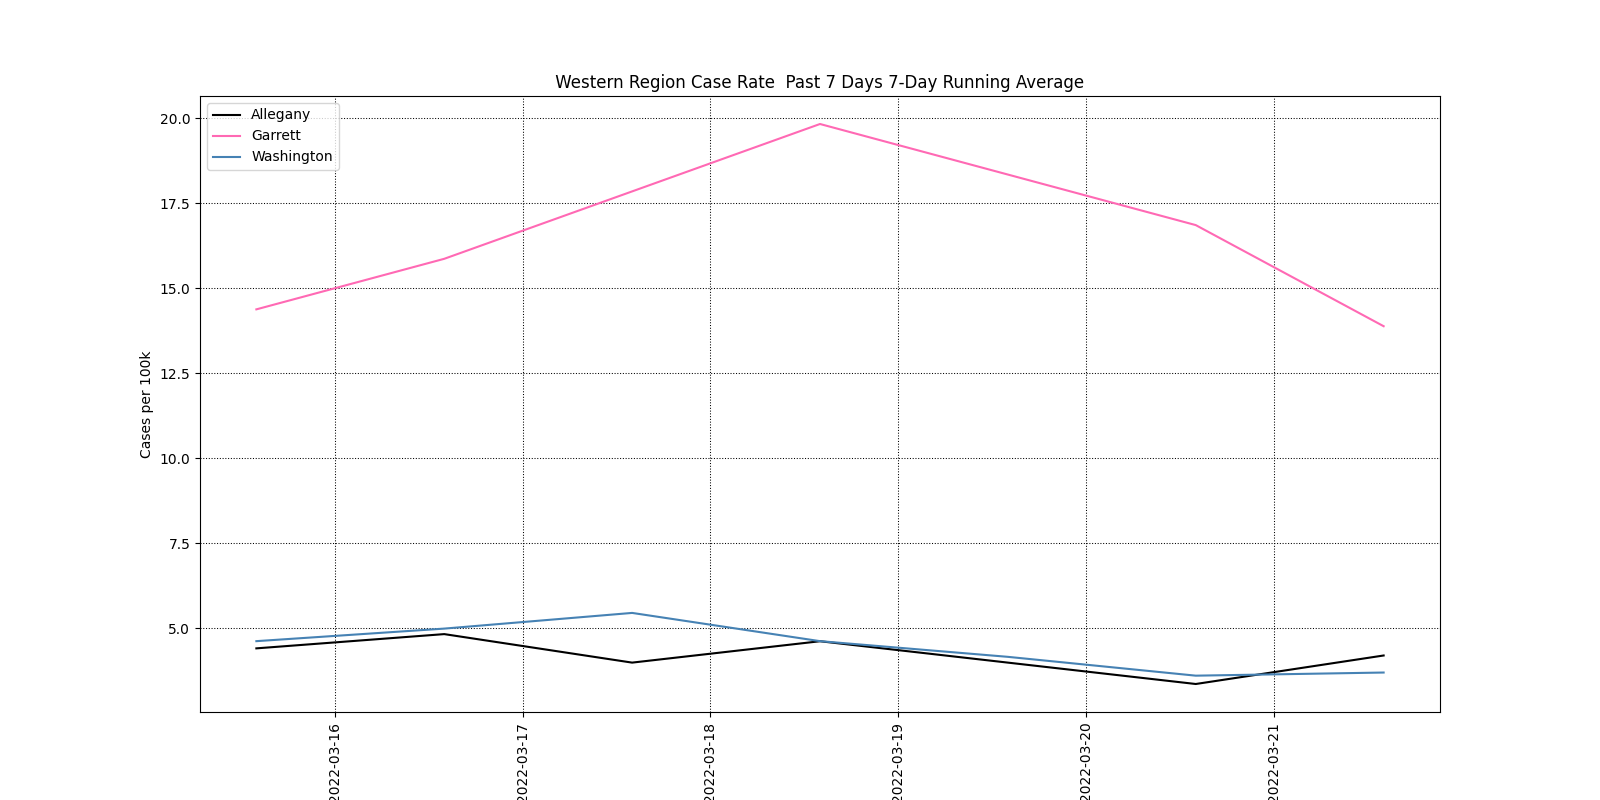 Western Region Case Rate  Past 7 Days 7-Day Running Average
Allegany
Garrett
Washington
20.0
17.5
15.0
12.5
10.0
7.5
5.0
Cases per 100k
2022-03-16
2022-03-17
2022-03-18
2022-03-19
2022-03-20
2022-03-21